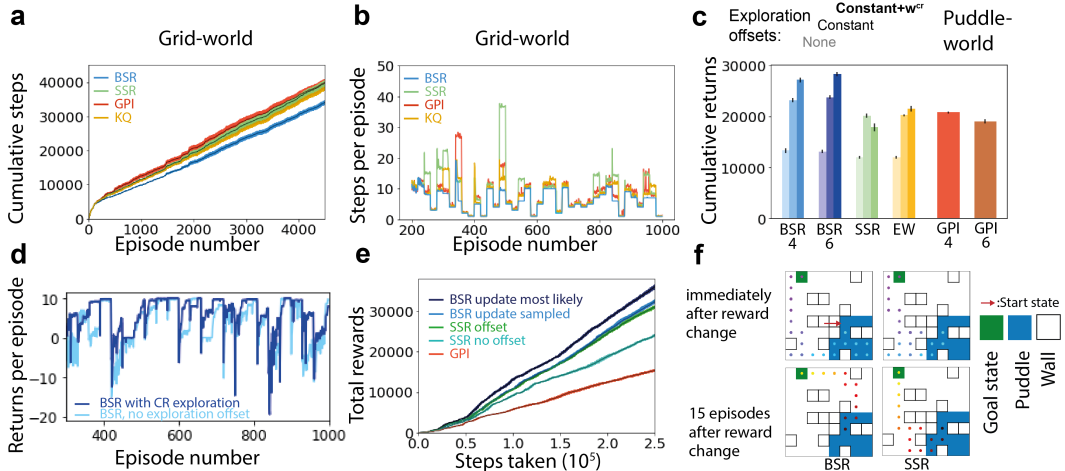 a
Grid-world
Cumulative steps
40000
30000
20000
10000
0
BSR
SSR
GPI
KQ
0
1000
2000
3000
4000
Episode number
b
Grid-world
Steps per episode
50
40
30
20
10
0
BSR
SSR
GPI
KQ
200
400
600
800
1000
Episode number
c
Exploration
offsets:
Constant+w^cr
Constant
None
Puddle-
world
Cumulative returns
30000
20000
10000
0
BSR
4
BSR
6
SSR
EW
GPI
4
GPI
6
d
Returns per episode
10
0
−10
−20
BSR with CR exploration
BSR, no exploration offset
400
600
800
1000
Episode number
e
Total rewards
30000
20000
10000
0
BSR update most likely
BSR update sampled
SSR offset
SSR no offset
GPI
0.0
0.5
1.0
1.5
2.0
2.5
Steps taken (10^5)
f
immediately
after reward
change
15 episodes
after reward
change
BSR
SSR
:Start state
Goal state
Puddle
Wall